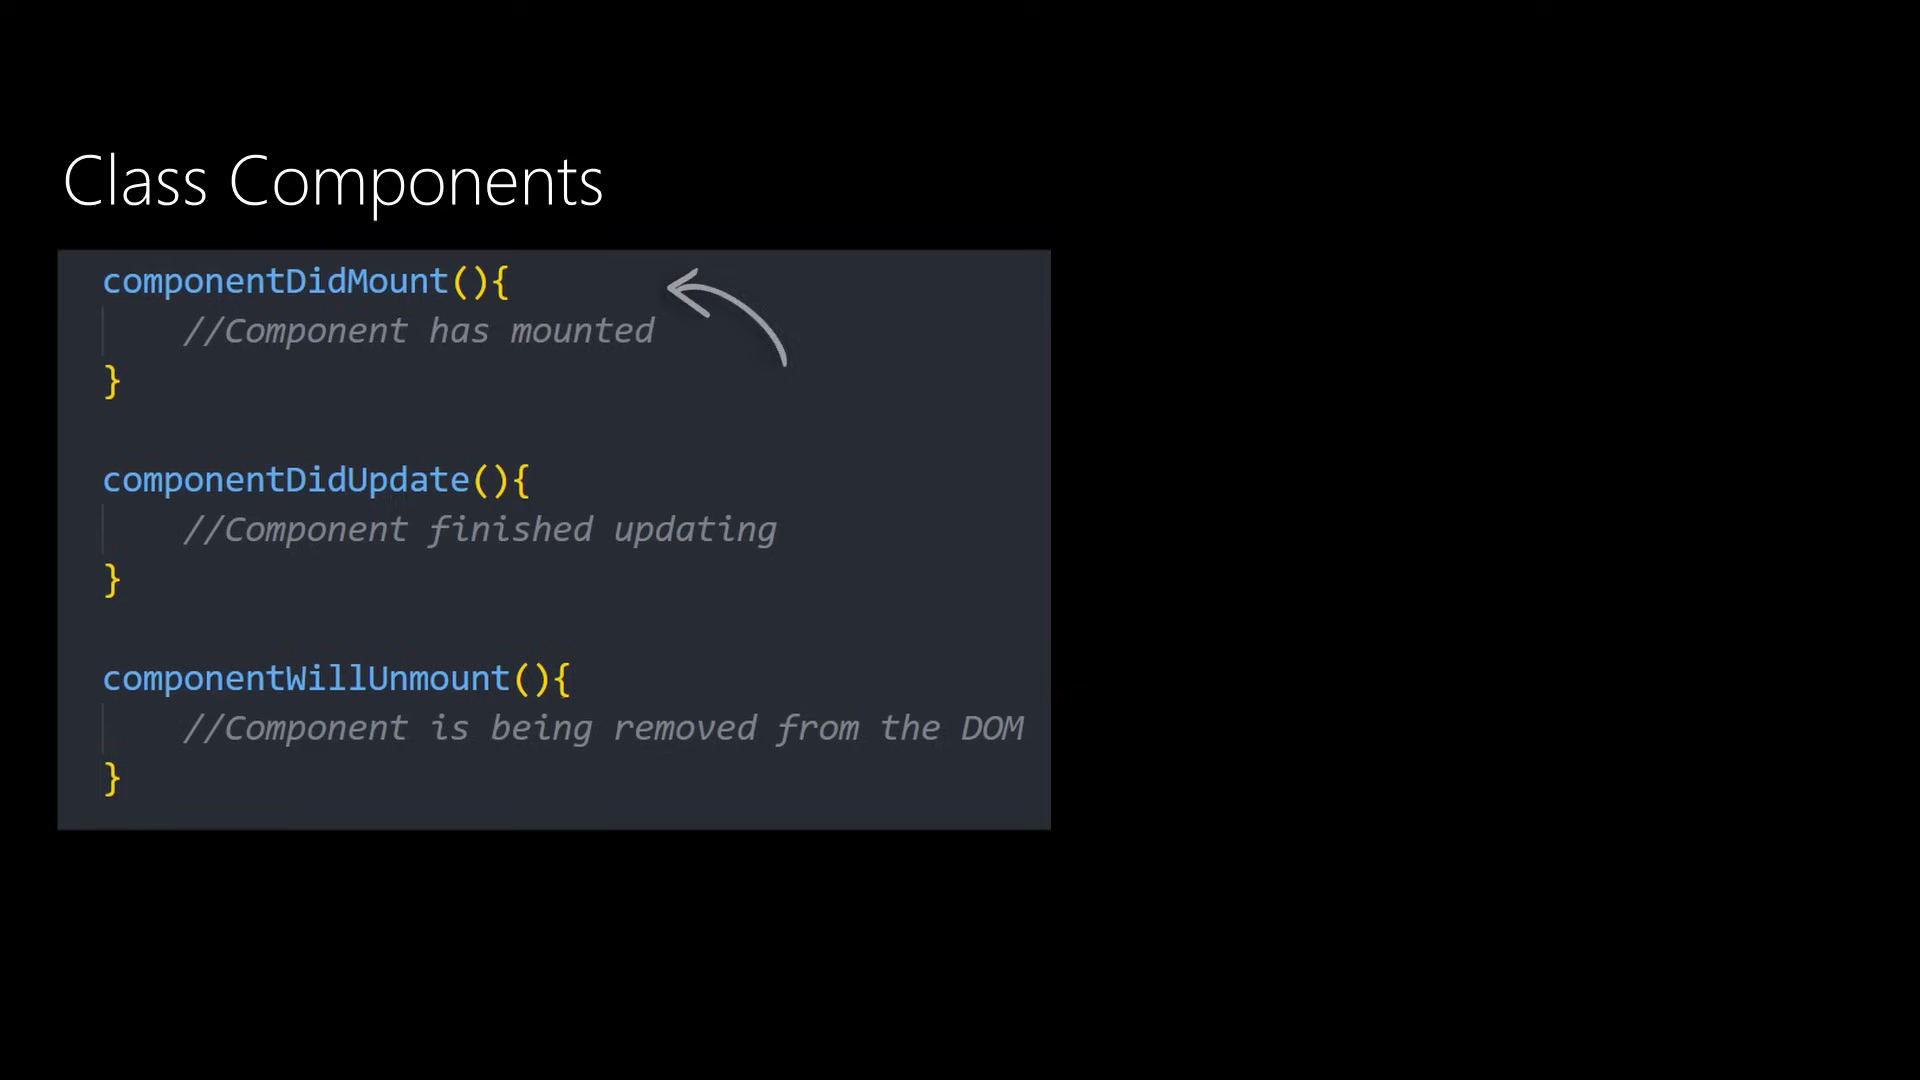 Class Components
componentDidMount(){
//Component has mounted
}
componentDidUpdate(){
//Component finished updating
}
componentWillUnmount(){
//Component is being removed from the DOM
}